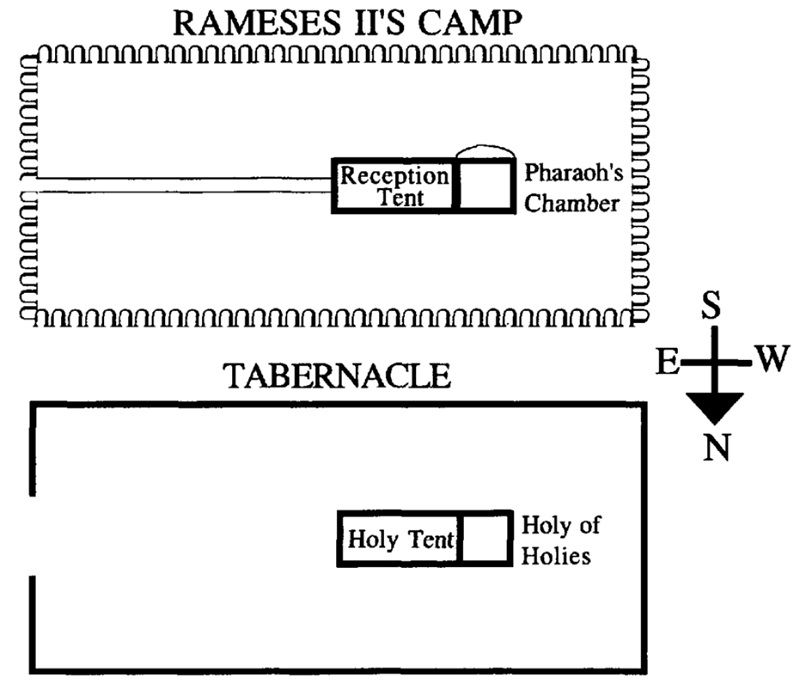 RAMESES II'S CAMP
Reception
Tent
Pharaoh's
Chamber
S
E W
N
TABERNACLE
Holy Tent
Holy of
Holies